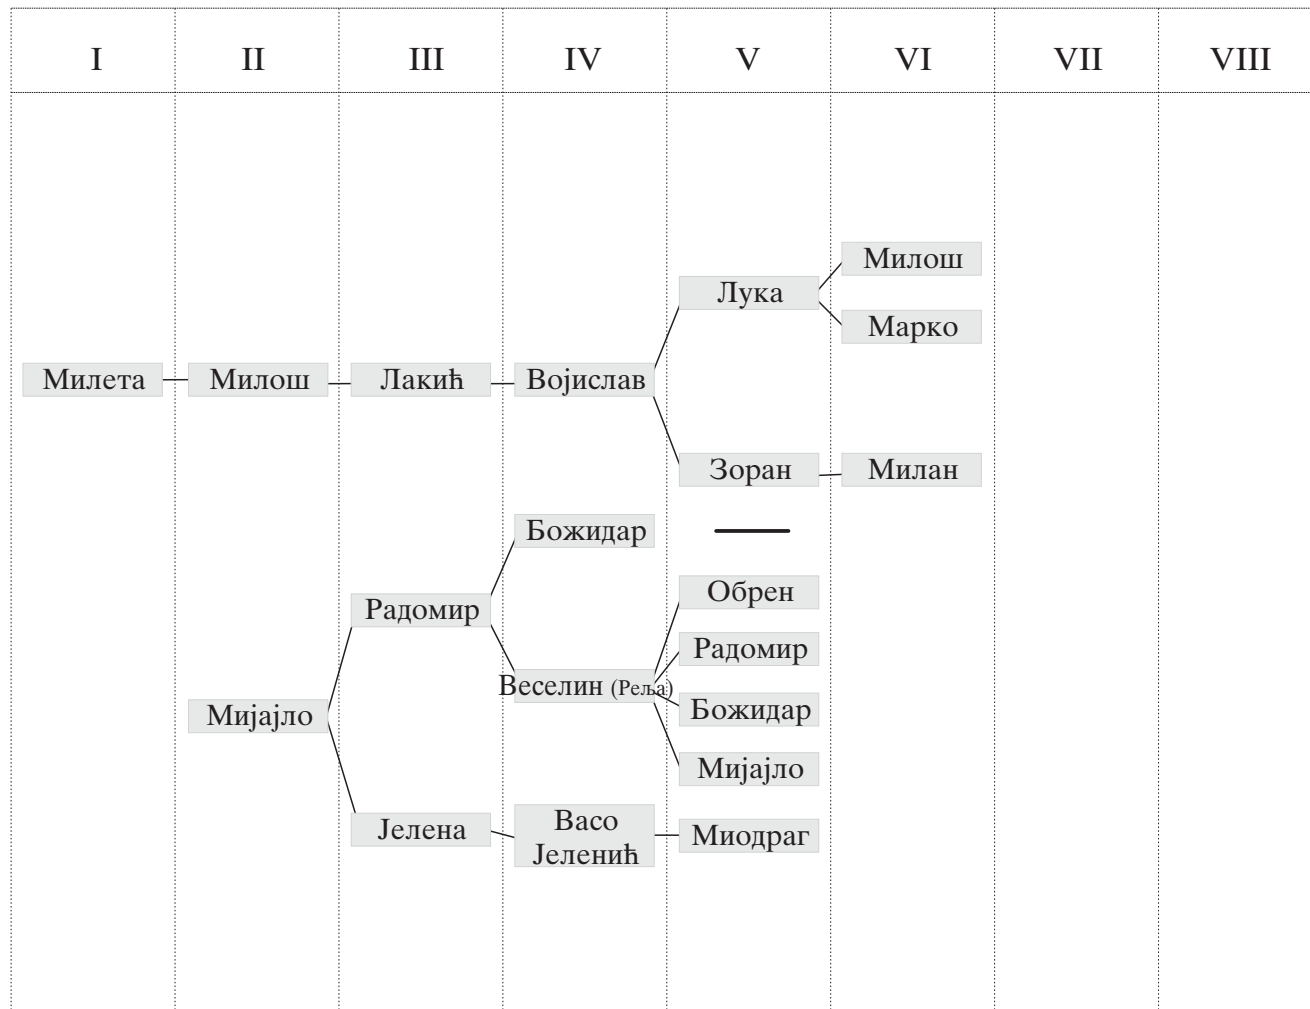 I II III IV V VI VII VIII
Милош
Лука
Марко
Милета Милош Лакић Војислав
Зоран Милан
Божидар
Обрен
Радомир
Радомир
Веселин (Реља)
Мијајло
Божидар
Мијајло
Јелена
Васо
Јеленић
Миодраг